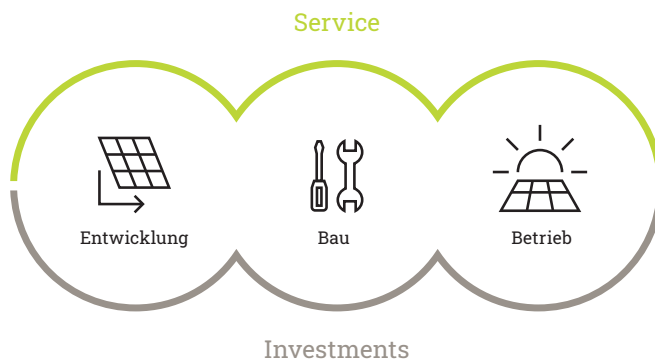 Service
Entwicklung
Bau
Betrieb
Investments